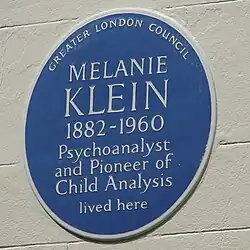 GREATER LONDON COUNCIL
MELANIE
KLEIN
1882-1960
Psychoanalyst
and Pioneer of
Child Analysis
lived here